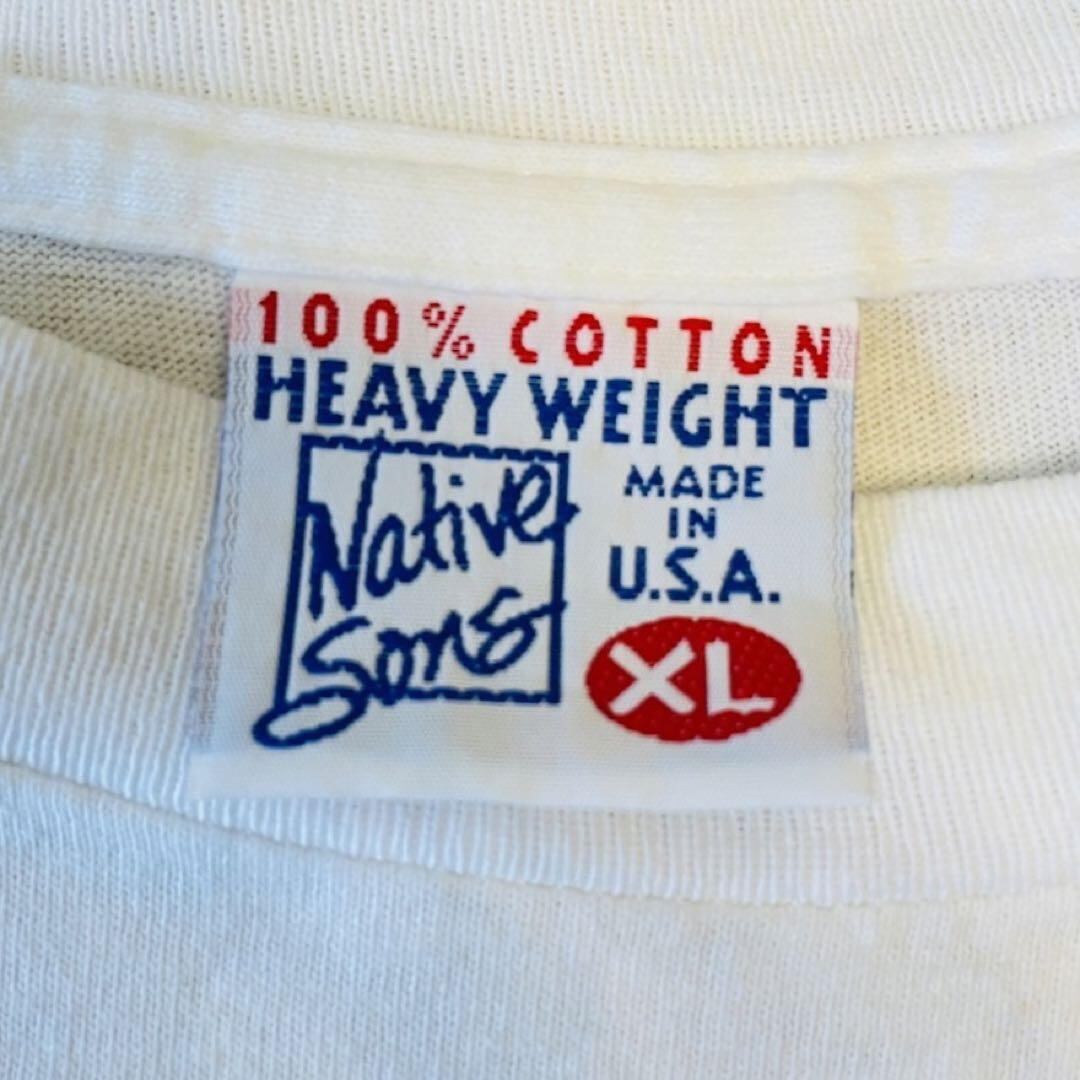 100% COTTON
HEAVY WEIGHT
Native
Sons
MADE
IN
U.S.A.
XL